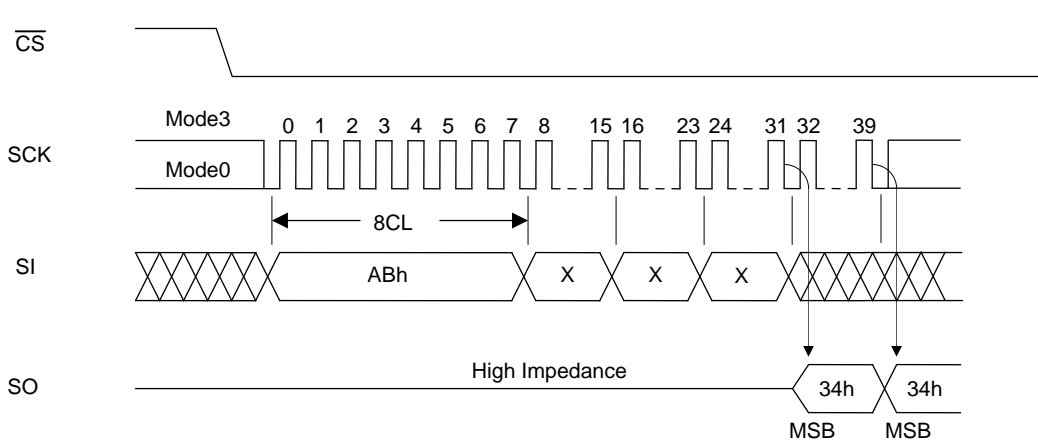 CS
Mode3
0 1 2 3 4 5 6 7 8 15 16 23 24 31 32 39
SCK
Mode0
8CL
SI
ABh X X X
High Impedance
SO
34h 34h
MSB MSB